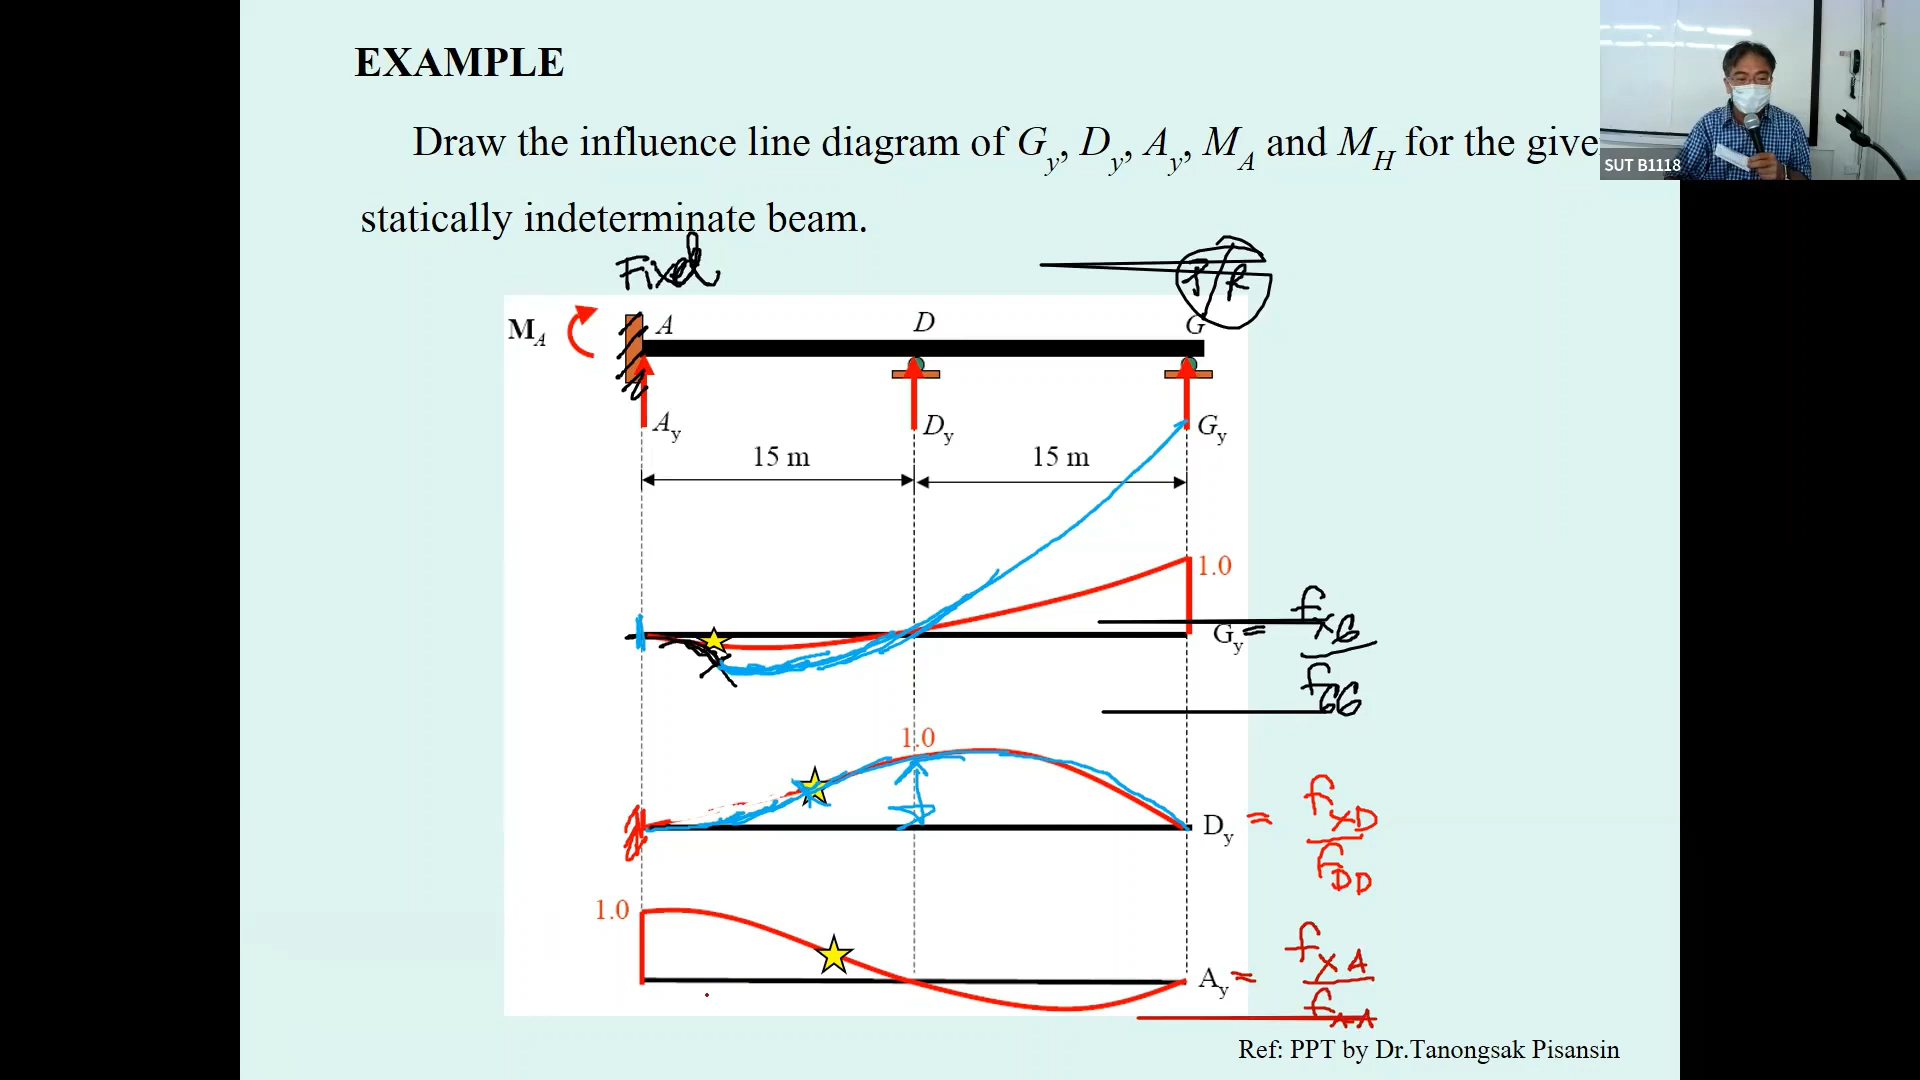 EXAMPLE
Draw the influence line diagram of Gy, Dy, Ay, MA and MH for the give
SUT B1118
statically indeterminate beam.
Fixed
P/R
MA
A
D
G
Ay
Dy
Gy
15 m
15 m
1.0
Gy = fXG / fGG
1.0
Dy = fXD / fDD
1.0
Ay = fXA / fAA
Ref: PPT by Dr.Tanongsak Pisansin